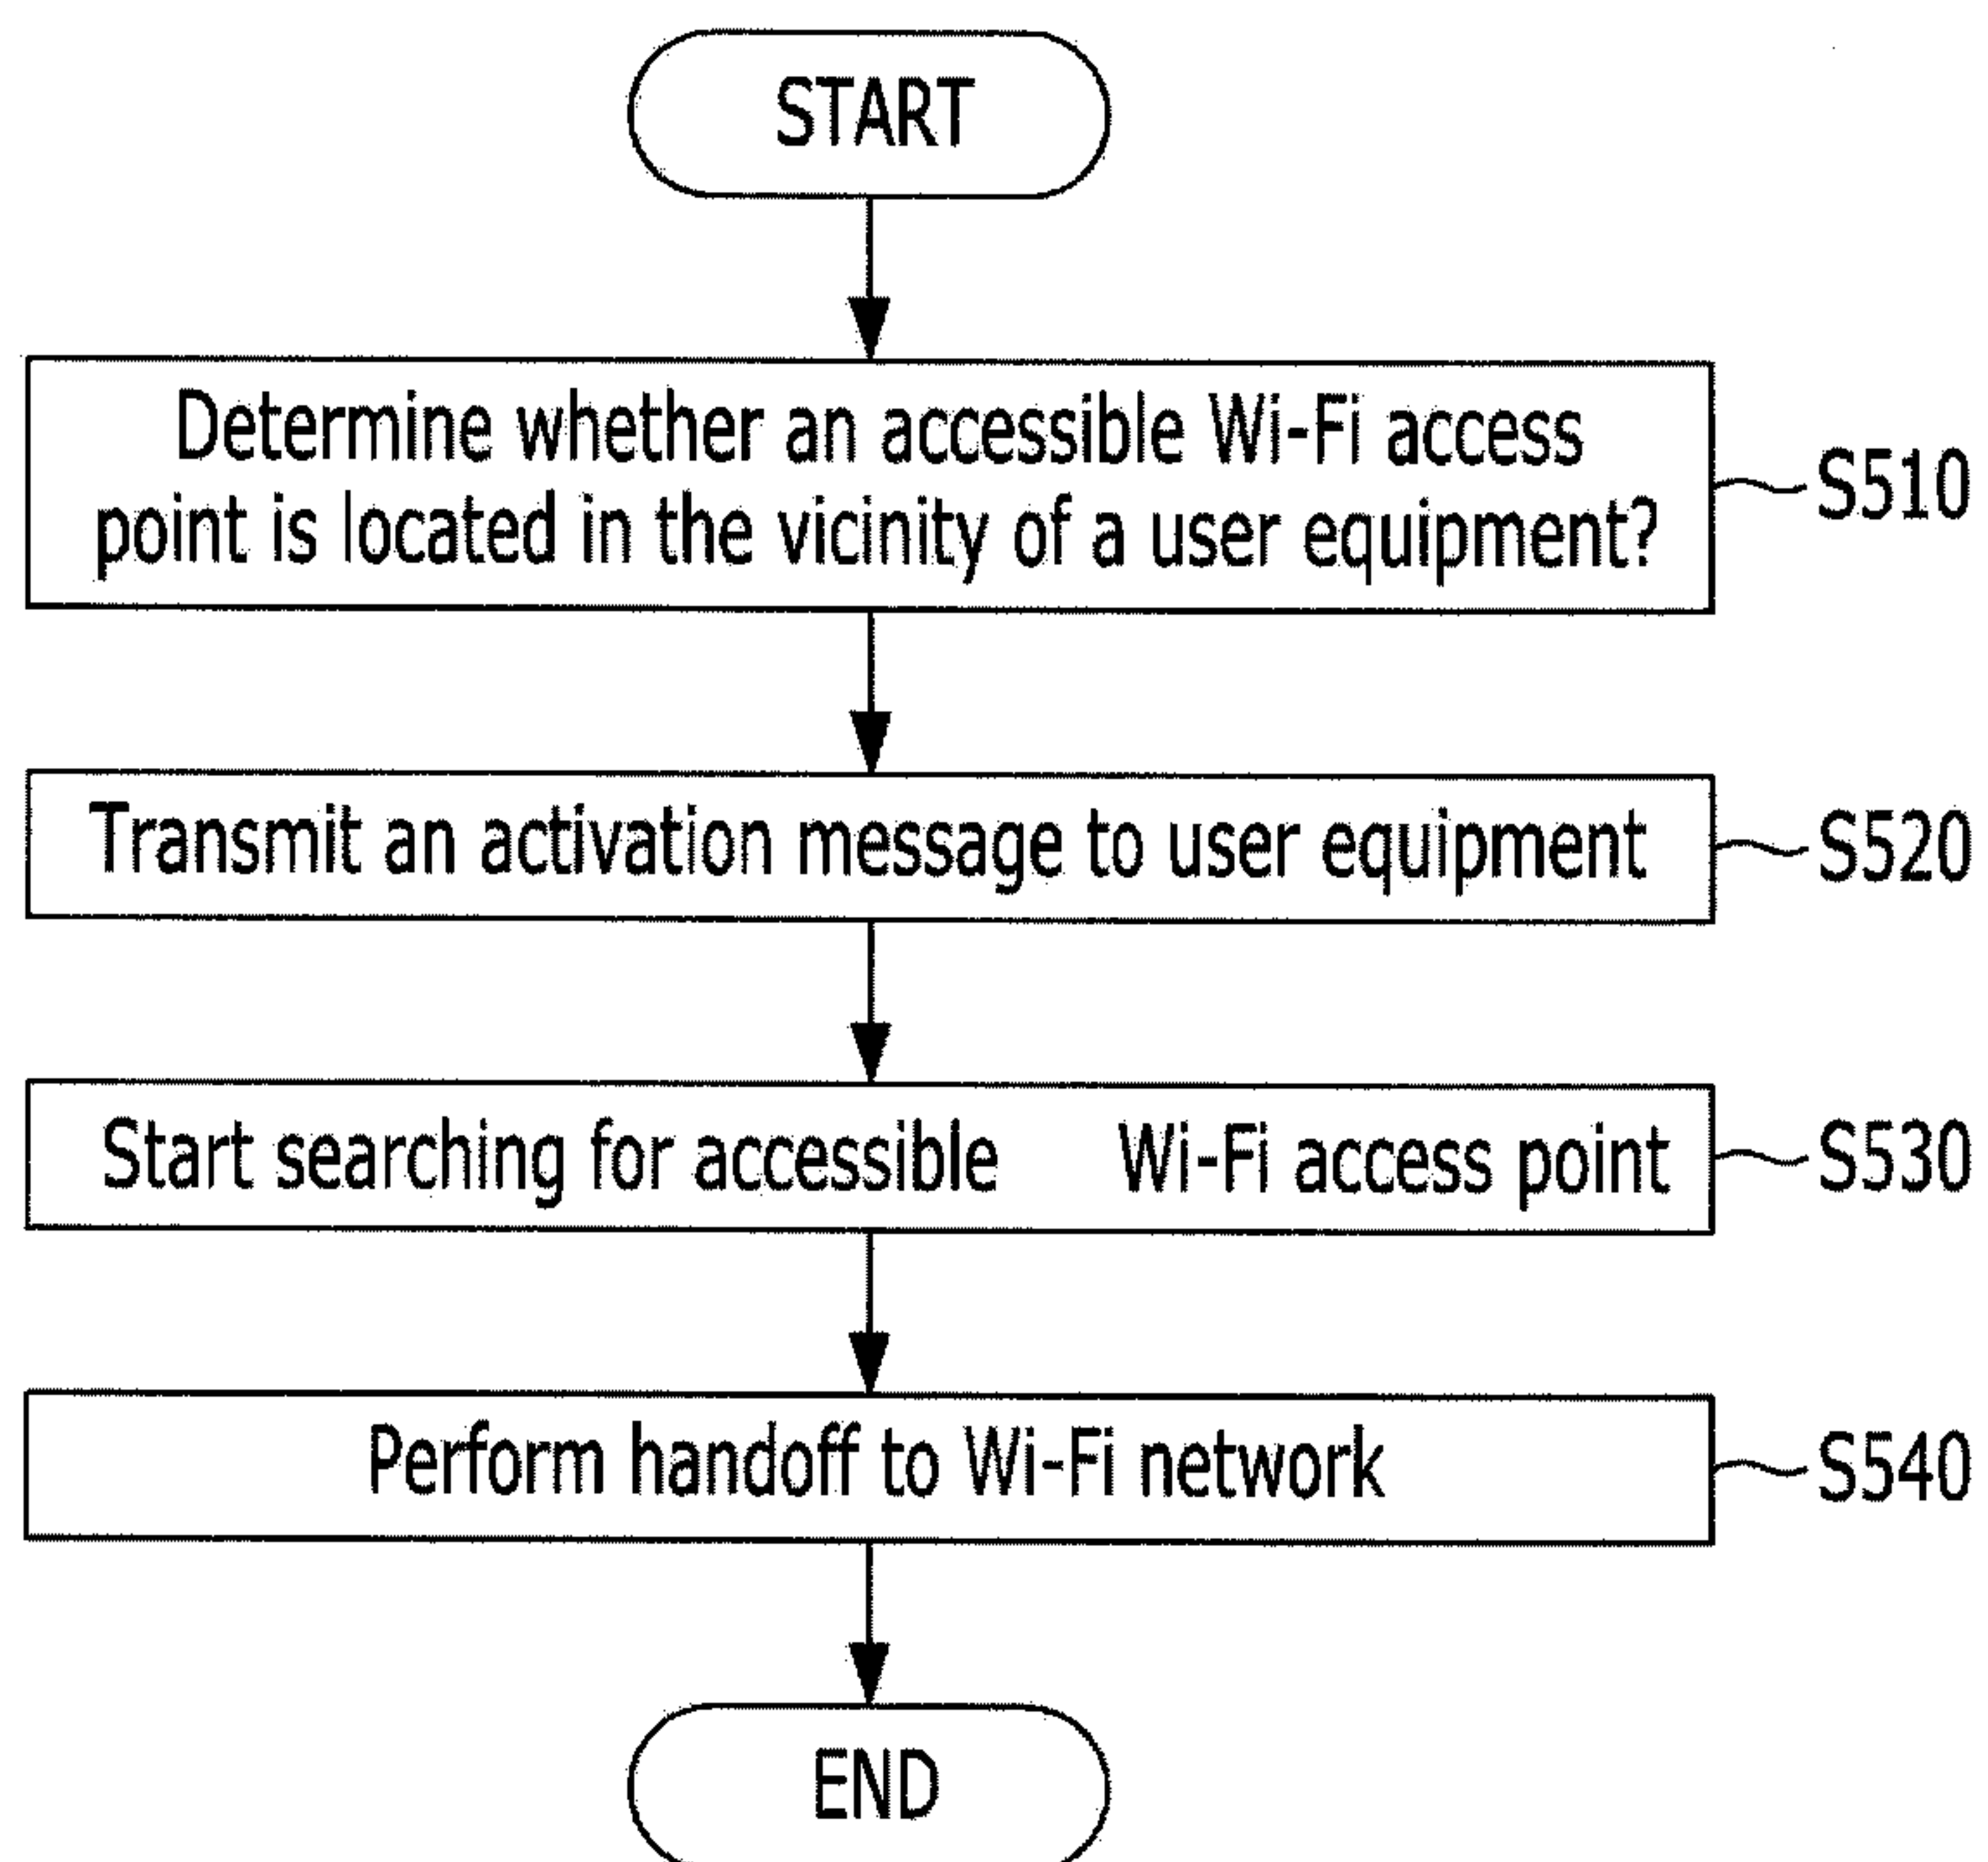 START
Determine whether an accessible Wi-Fi access
point is located in the vicinity of a user equipment?
S510
Transmit an activation message to user equipment
S520
Start searching for accessible Wi-Fi access point
S530
Perform handoff to Wi-Fi network
S540
END